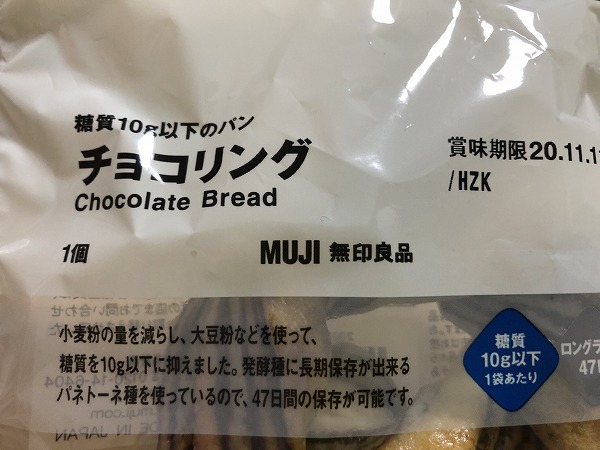 糖質10g以下のパン
チョコリング
Chocolate Bread
賞味期限20.11.1
/HZK
1個
MUJI 無印良品
小麦粉の量を減らし、大豆粉などを使って、
糖質を10g以下に抑えました。発酵種に長期保存が出来る
パネトーネ種を使っているので、47日間の保存が可能です。
糖質
10g以下
1袋あたり
ロングラ
47